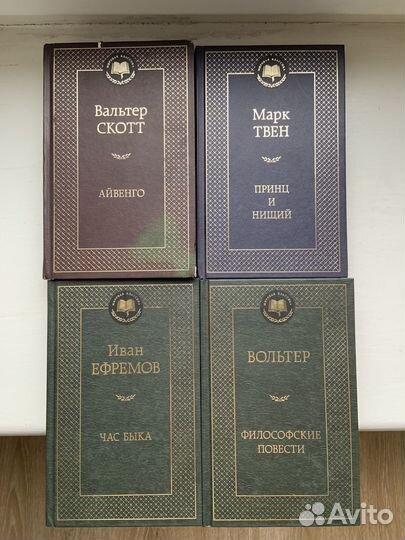 Вальтер
СКОТТ
АЙВЕНГО
Марк
ТВЕН
ПРИНЦ
И
НИЩИЙ
Иван
ЕФРЕМОВ
ЧАС БЫКА
ВОЛЬТЕР
ФИЛОСОФСКИЕ
ПОВЕСТИ
Avito